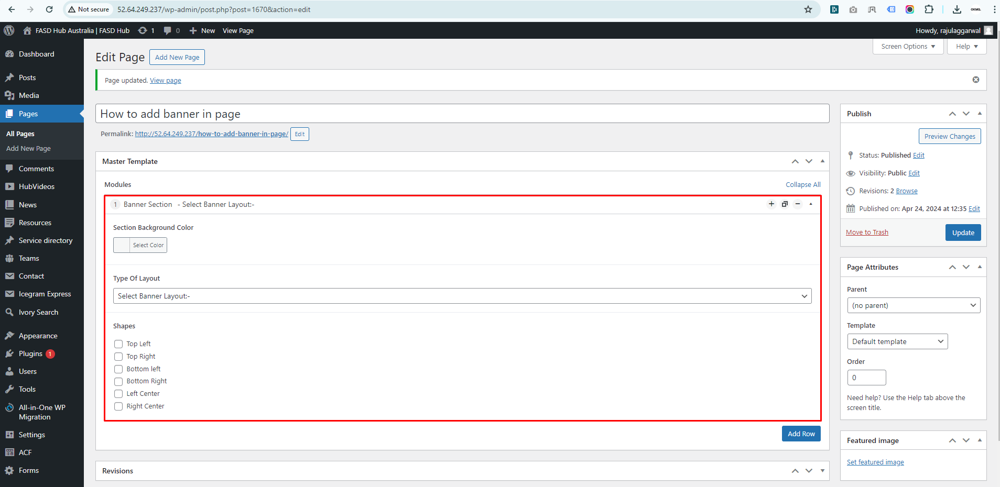 Not secure 52.64.249.237/wp-admin/post.php?post=1670&action=edit
FASD Hub Australia | FASD Hub 1 0 New View Page Howdy, rajulaggarwal
Screen Options Help
Edit Page Add New Page
Page updated. View page
How to add banner in page
Permalink: http://52.64.249.237/how-to-add-banner-in-page/ Edit
Master Template
Modules Collapse All
1 Banner Section - Select Banner Layout:-
Section Background Color
Select Color
Type Of Layout
Select Banner Layout:-
Shapes
Top Left
Top Right
Bottom left
Bottom Right
Left Center
Right Center
Add Row
Revisions
Dashboard
Posts
Media
Pages
All Pages
Add New Page
Comments
HubVideos
News
Resources
Service directory
Teams
Contact
Icegram Express
Ivory Search
Appearance
Plugins 1
Users
Tools
All-in-One WP
Migration
Settings
ACF
Forms
Publish
Preview Changes
Status: Published Edit
Visibility: Public Edit
Revisions: 2 Browse
Published on: Apr 24, 2024 at 12:35 Edit
Move to Trash Update
Page Attributes
Parent
(no parent)
Template
Default template
Order
0
Need help? Use the Help tab above the
screen title.
Featured image
Set featured image